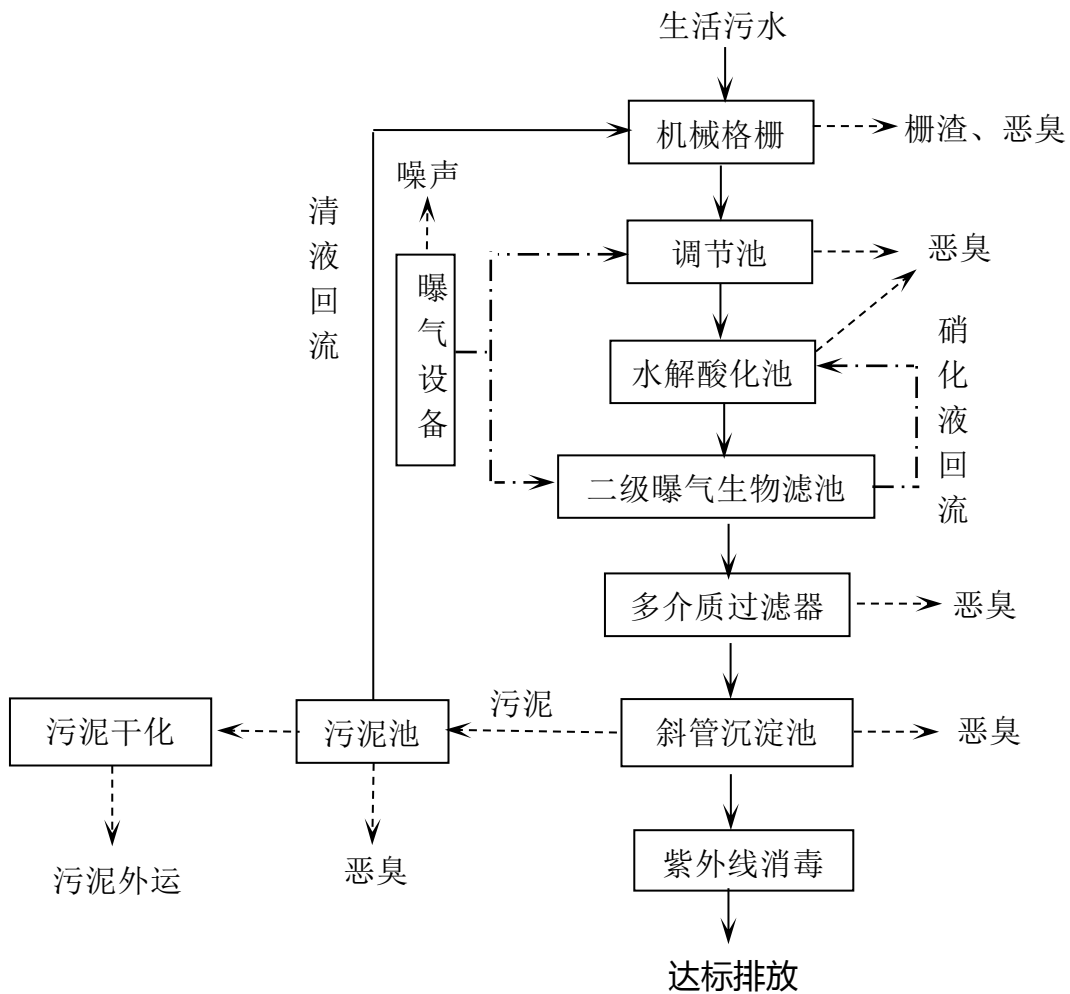 生活污水
机械格栅
栅渣、恶臭
噪声
清液回流
调节池
恶臭
曝气设备
硝化液回流
水解酸化池
二级曝气生物滤池
多介质过滤器
恶臭
污泥
污泥干化
污泥池
斜管沉淀池
恶臭
紫外线消毒
恶臭
污泥外运
达标排放